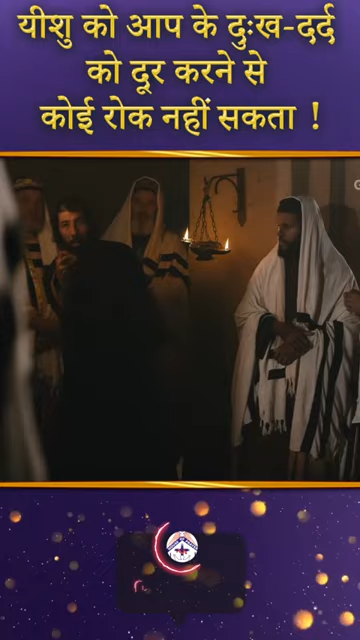 यीशु को आप के दुःख-दर्द
को दूर करने से
कोई रोक नहीं सकता !